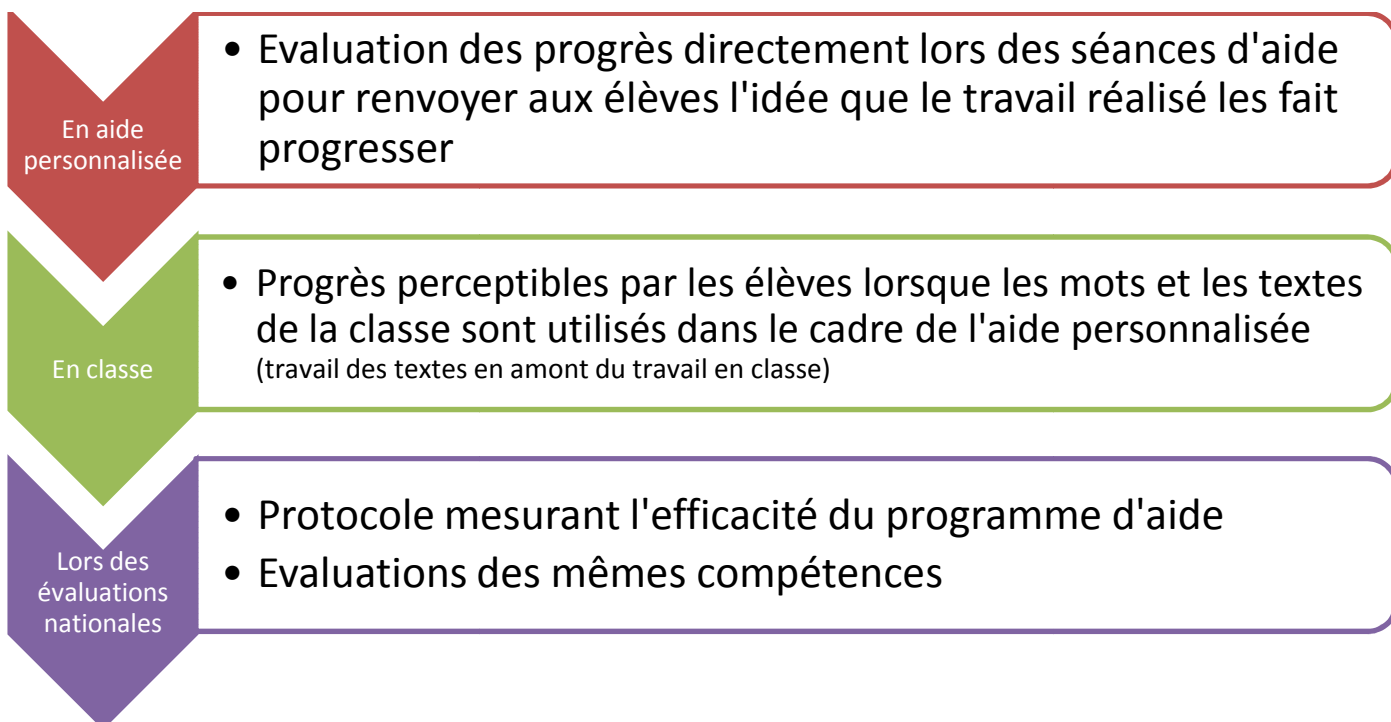 En aide
personnalisée
• Evaluation des progrès directement lors des séances d'aide
pour renvoyer aux élèves l'idée que le travail réalisé les fait
progresser
En classe
• Progrès perceptibles par les élèves lorsque les mots et les textes
de la classe sont utilisés dans le cadre de l'aide personnalisée
(travail des textes en amont du travail en classe)
Lors des
évaluations
nationales
• Protocole mesurant l'efficacité du programme d'aide
• Evaluations des mêmes compétences